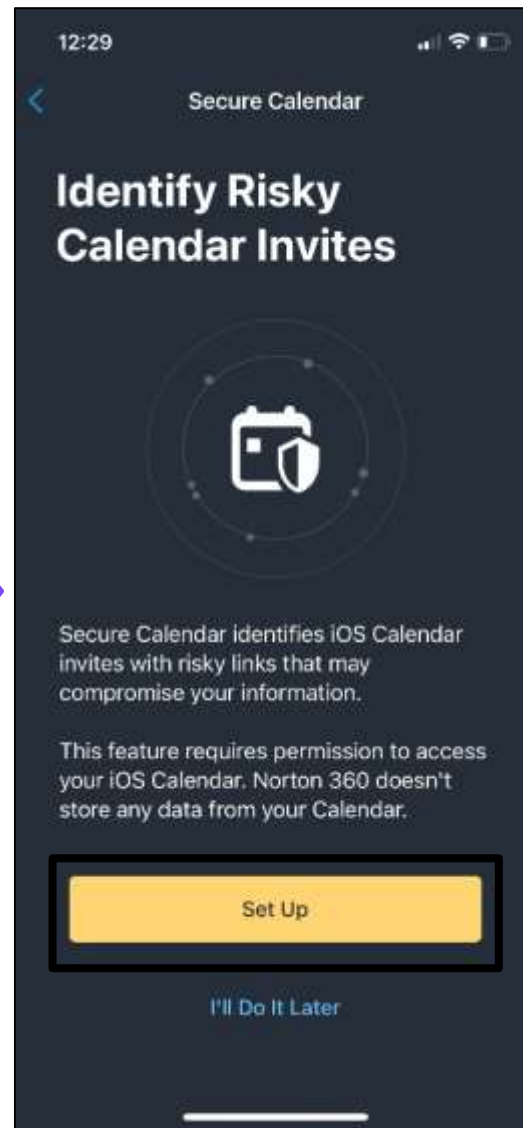 12:29
Secure Calendar
Identify Risky
Calendar Invites
Secure Calendar identifies iOS Calendar
invites with risky links that may
compromise your information.
This feature requires permission to access
your iOS Calendar. Norton 360 doesn't
store any data from your Calendar.
Set Up
I'll Do It Later